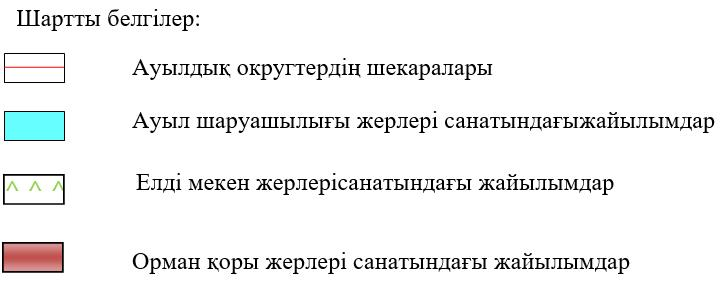 Шартты белгілер:
Ауылдық округтердің шекаралары
Ауыл шаруашылығы жерлері санатындағыжайылымдар
Елді мекен жерлерісанатындағы жайылымдар
Орман қоры жерлері санатындағы жайылымдар